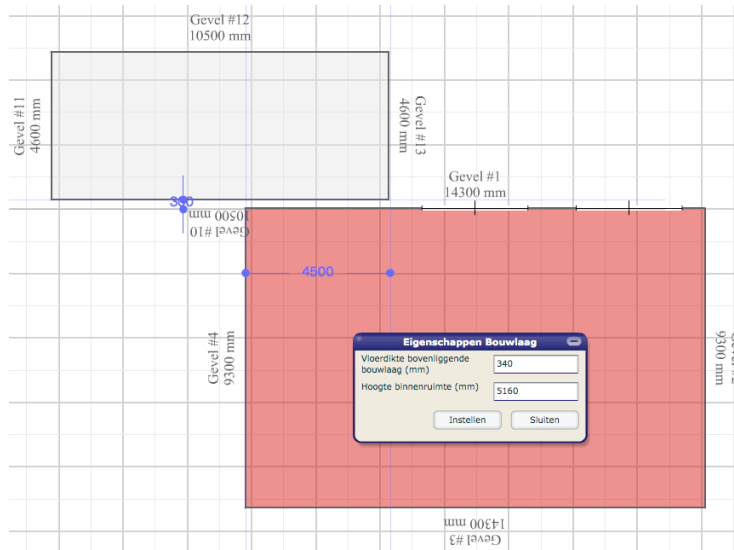 Gevel #12
10500 mm
Gevel #11
4600 mm
Gevel #13
4600 mm
Gevel #1
14300 mm
300
10500 mm
Gevel #10
4500
Gevel #4
9300 mm
9300 mm
Eigenschappen Bouwlaag
Vloerdikte bovenliggende
bouwlaag (mm)
340
Hoogte binnenruimte (mm)
5160
Instellen
Sluiten
14300 mm
Gevel #3